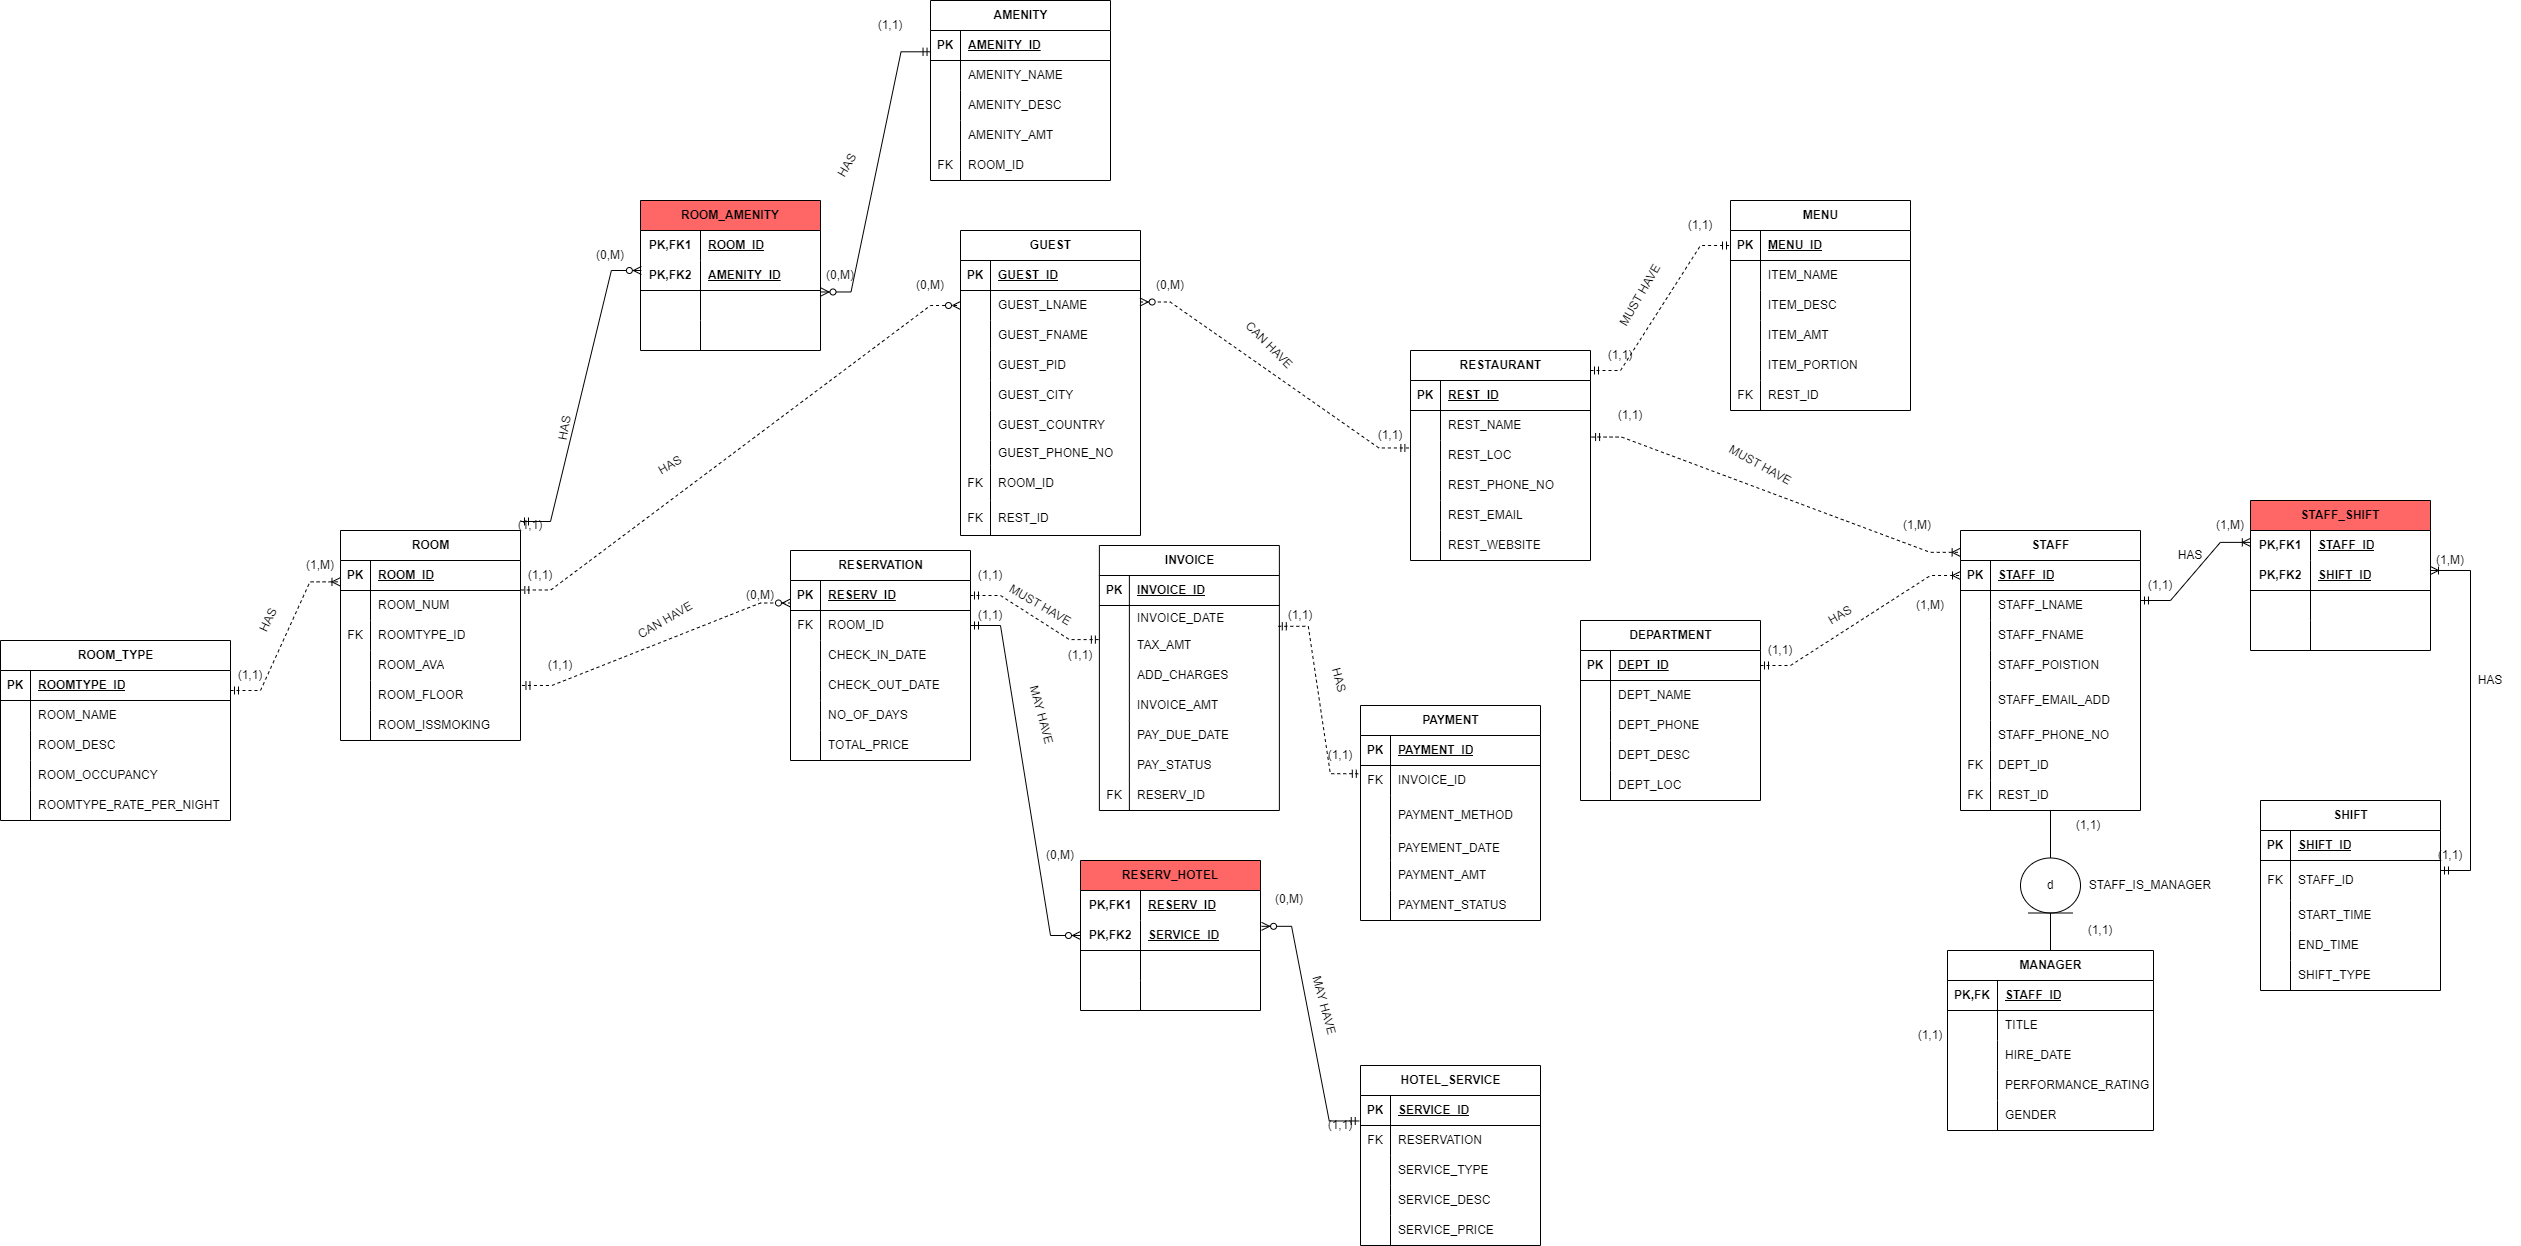 AMENITY
PK AMENITY_ID
AMENITY_NAME
AMENITY_DESC
AMENITY_AMT
FK ROOM_ID
(1,1)
HAS
ROOM_AMENITY
PK,FK1 ROOM_ID
PK,FK2 AMENITY_ID
(0,M)
(0,M)
HAS
(1,1)
GUEST
PK GUEST_ID
GUEST_LNAME
GUEST_FNAME
GUEST_PID
GUEST_CITY
GUEST_COUNTRY
GUEST_PHONE_NO
FK ROOM_ID
FK REST_ID
(0,M)
(0,M)
HAS
CAN HAVE
(1,1)
MENU
PK MENU_ID
ITEM_NAME
ITEM_DESC
ITEM_AMT
ITEM_PORTION
FK REST_ID
(1,1)
MUST HAVE
(1,1)
RESTAURANT
PK REST_ID
REST_NAME
REST_LOC
REST_PHONE_NO
REST_EMAIL
REST_WEBSITE
(1,1)
MUST HAVE
(1,M)
ROOM
PK ROOM_ID
ROOM_NUM
FK ROOMTYPE_ID
ROOM_AVA
ROOM_FLOOR
ROOM_ISSMOKING
(1,M)
(1,1)
(1,1)
HAS
CAN HAVE
(0,M)
ROOM_TYPE
PK ROOMTYPE_ID
ROOM_NAME
ROOM_DESC
ROOM_OCCUPANCY
ROOMTYPE_RATE_PER_NIGHT
(1,1)
RESERVATION
PK RESERV_ID
FK ROOM_ID
CHECK_IN_DATE
CHECK_OUT_DATE
NO_OF_DAYS
TOTAL_PRICE
(1,1)
(1,1)
MUST HAVE
(1,1)
MAY HAVE
INVOICE
PK INVOICE_ID
INVOICE_DATE
TAX_AMT
ADD_CHARGES
INVOICE_AMT
PAY_DUE_DATE
PAY_STATUS
FK RESERV_ID
(1,1)
HAS
(1,1)
PAYMENT
PK PAYMENT_ID
FK INVOICE_ID
PAYMENT_METHOD
PAYEMENT_DATE
PAYMENT_AMT
PAYMENT_STATUS
(0,M)
RESERV_HOTEL
PK,FK1 RESERV_ID
PK,FK2 SERVICE_ID
(0,M)
MAY HAVE
(1,1)
HOTEL_SERVICE
PK SERVICE_ID
FK RESERVATION
SERVICE_TYPE
SERVICE_DESC
SERVICE_PRICE
DEPARTMENT
PK DEPT_ID
DEPT_NAME
DEPT_PHONE
DEPT_DESC
DEPT_LOC
(1,1)
HAS
(1,M)
STAFF
PK STAFF_ID
STAFF_LNAME
STAFF_FNAME
STAFF_POISTION
STAFF_EMAIL_ADD
STAFF_PHONE_NO
FK DEPT_ID
FK REST_ID
(1,1)
HAS
(1,M)
STAFF_SHIFT
PK,FK1 STAFF_ID
PK,FK2 SHIFT_ID
(1,M)
HAS
(1,1)
SHIFT
PK SHIFT_ID
FK STAFF_ID
START_TIME
END_TIME
SHIFT_TYPE
(1,1)
d
STAFF_IS_MANAGER
(1,1)
MANAGER
PK,FK STAFF_ID
TITLE
HIRE_DATE
PERFORMANCE_RATING
GENDER
(1,1)